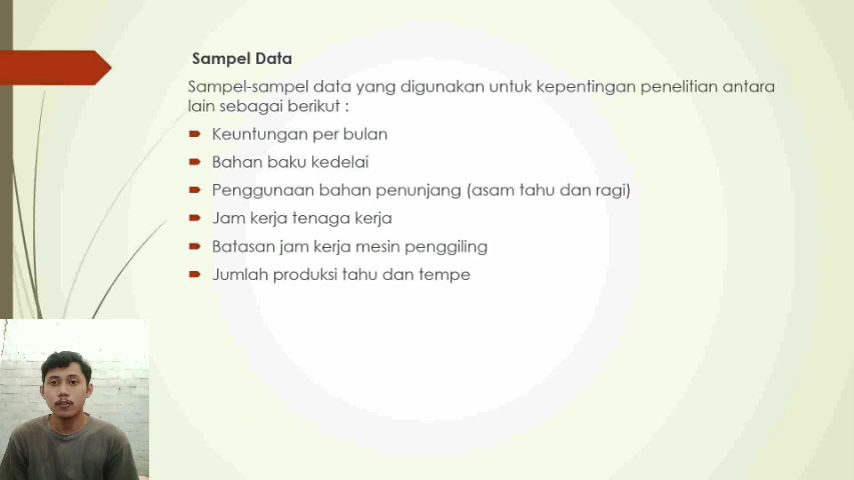 Sampel Data
Sampel-sampel data yang digunakan untuk kepentingan penelitian antara
lain sebagai berikut :
Keuntungan per bulan
Bahan baku kedelai
Penggunaan bahan penunjang (asam tahu dan ragi)
Jam kerja tenaga kerja
Batasan jam kerja mesin penggiling
Jumlah produksi tahu dan tempe